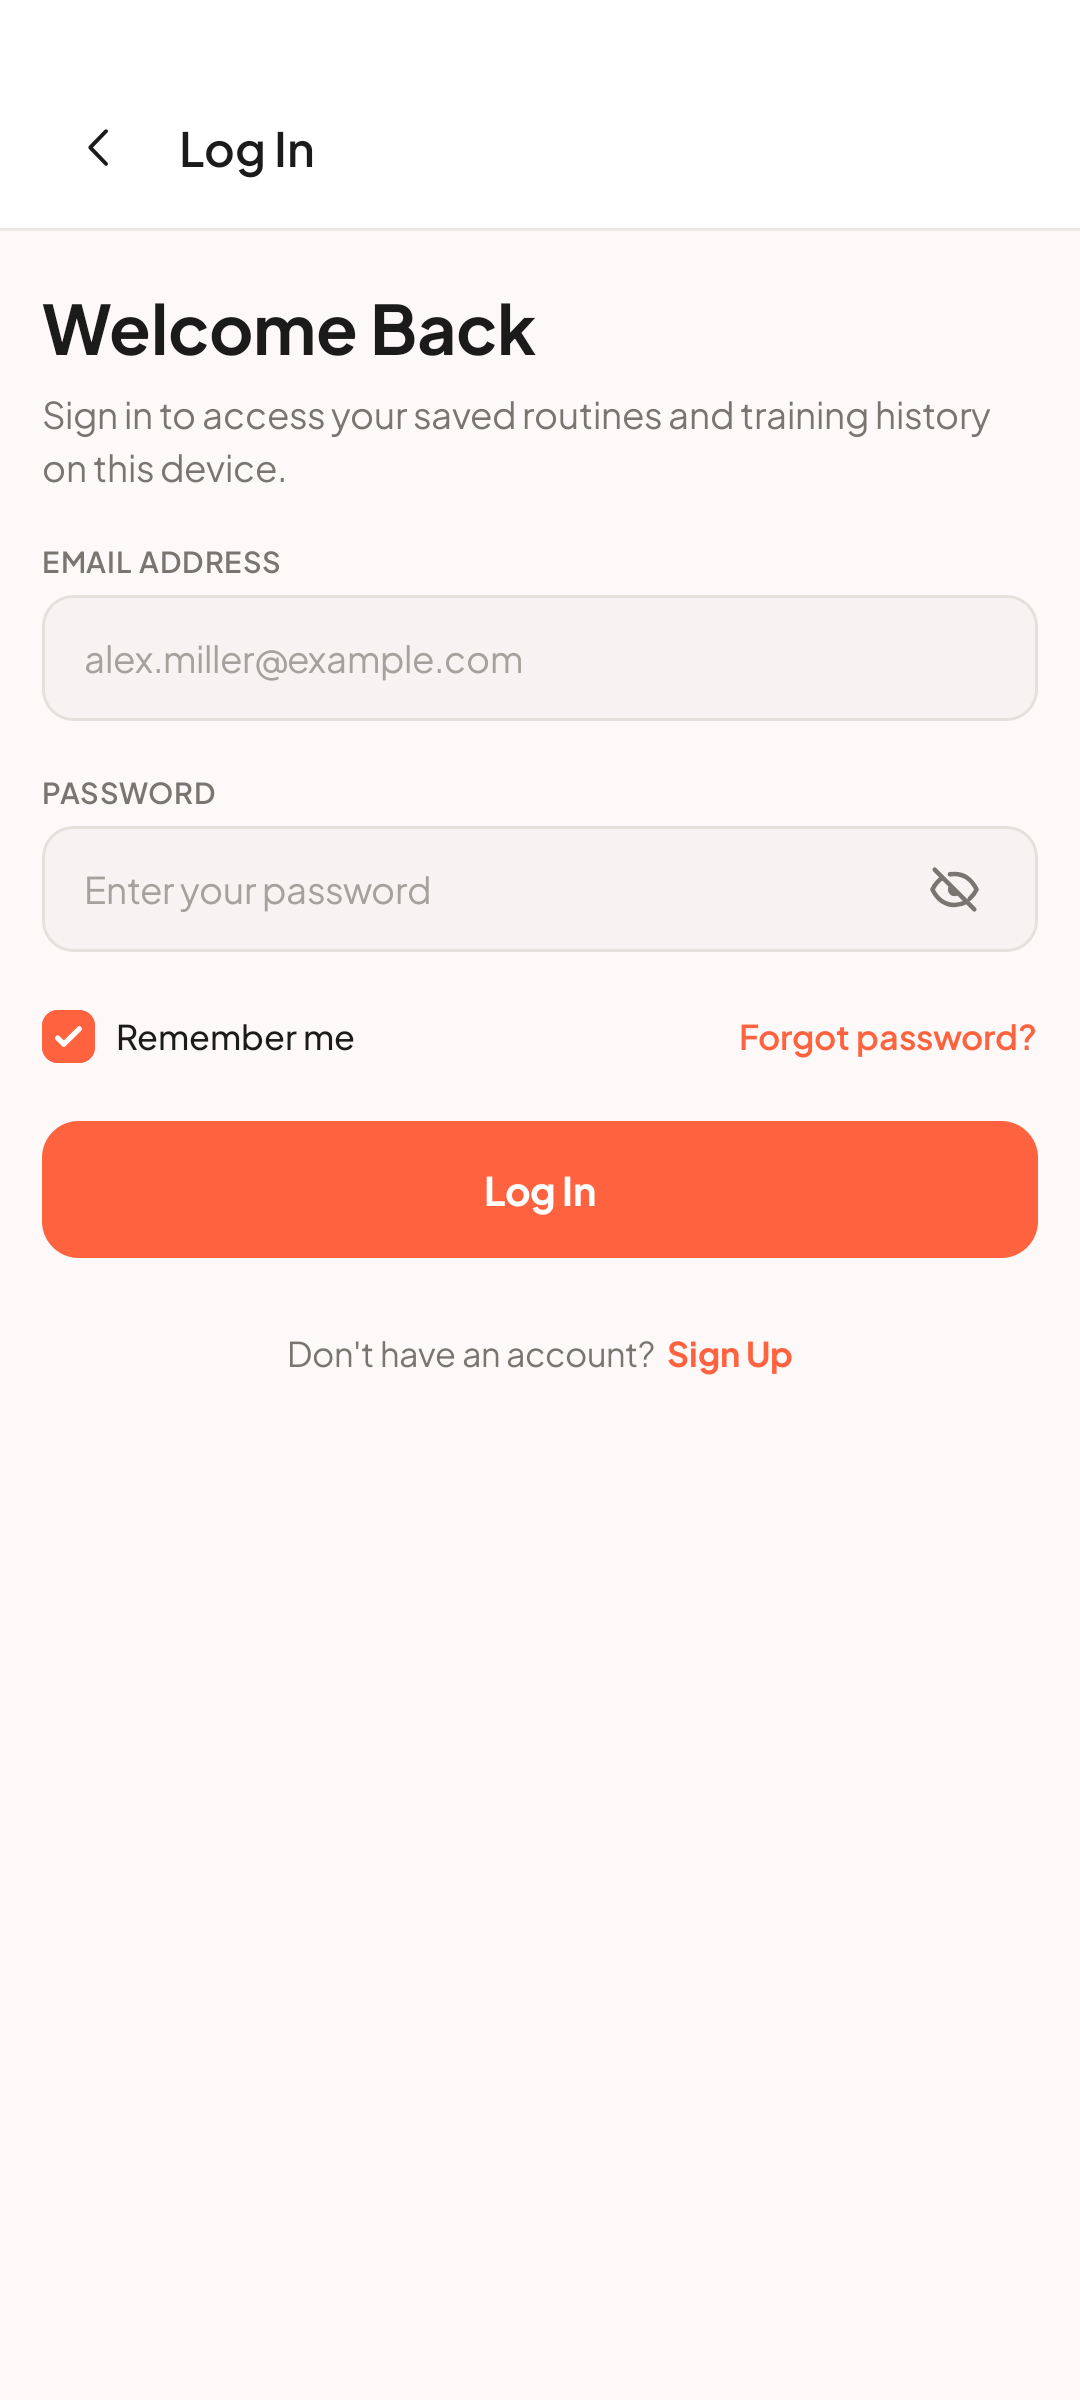 Log In
Welcome Back
Sign in to access your saved routines and training history
on this device.
EMAIL ADDRESS
alex.miller@example.com
PASSWORD
Enter your password
Remember me
Forgot password?
Log In
Don't have an account? Sign Up